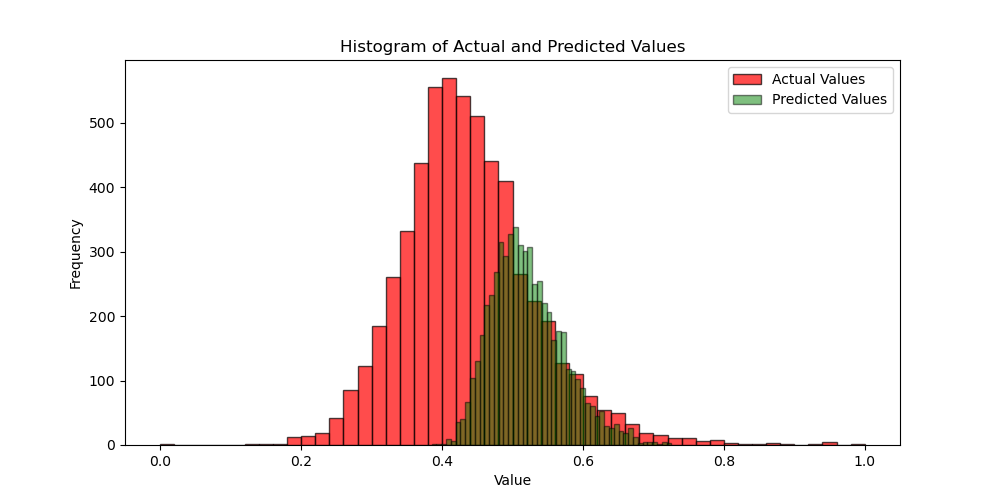 Histogram of Actual and Predicted Values
Actual Values
Predicted Values
Frequency
500
400
300
200
100
0
0.0
0.2
0.4
0.6
0.8
1.0
Value